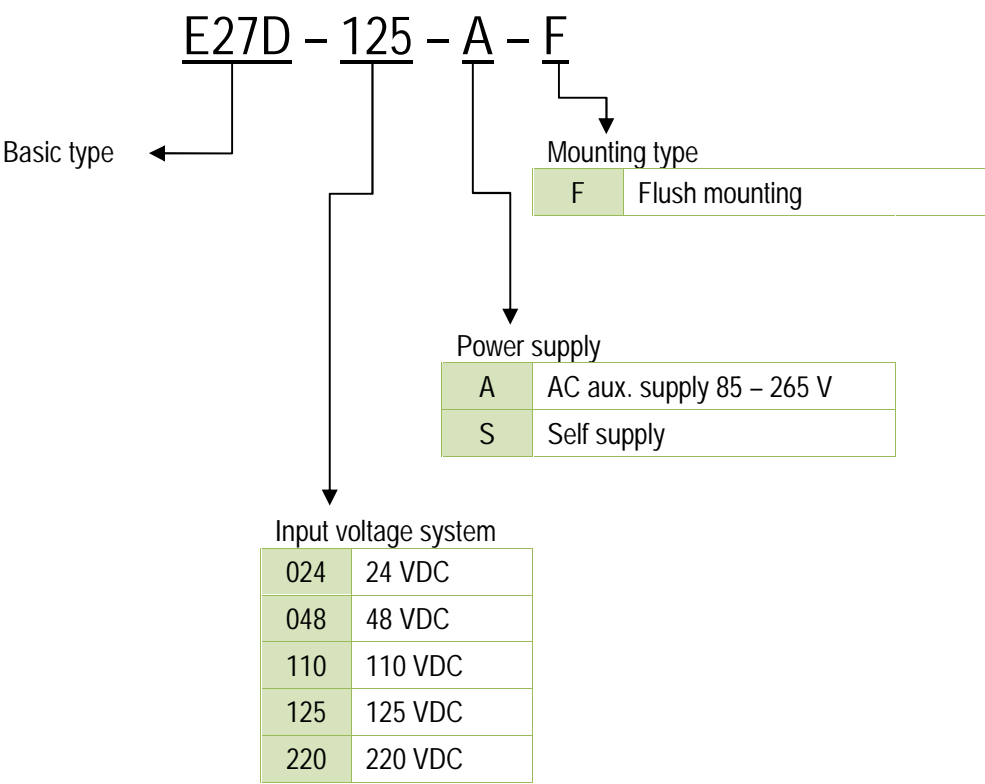 E27D – 125 – A – F
Basic type
Mounting type
F Flush mounting
Power supply
A AC aux. supply 85 – 265 V
S Self supply
Input voltage system
024 24 VDC
048 48 VDC
110 110 VDC
125 125 VDC
220 220 VDC